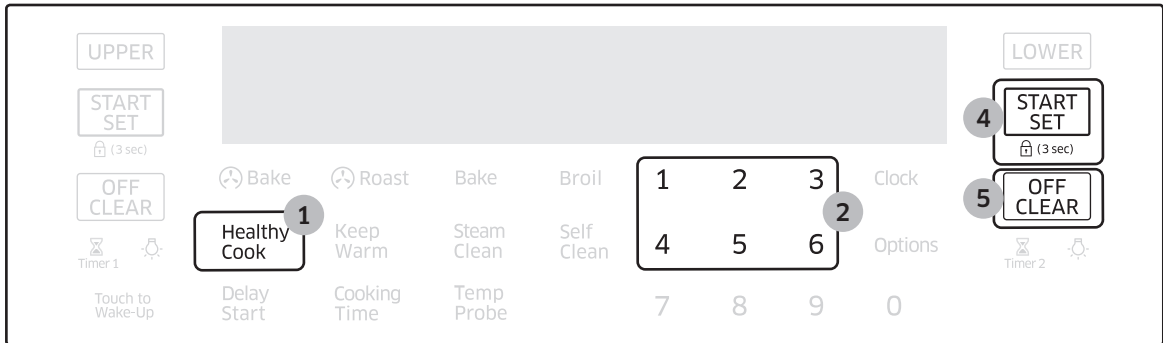 UPPER
LOWER
START
SET
(3 sec)
4
START
SET
(3 sec)
OFF
CLEAR
Bake
Roast
Bake
Broil
1 2 3
2
Clock
5
OFF
CLEAR
1
Healthy
Cook
Keep
Warm
Steam
Clean
Self
Clean
4 5 6
Options
Timer 1
Timer 2
Touch to
Wake-Up
Delay
Start
Cooking
Time
Temp
Probe
7 8 9 0